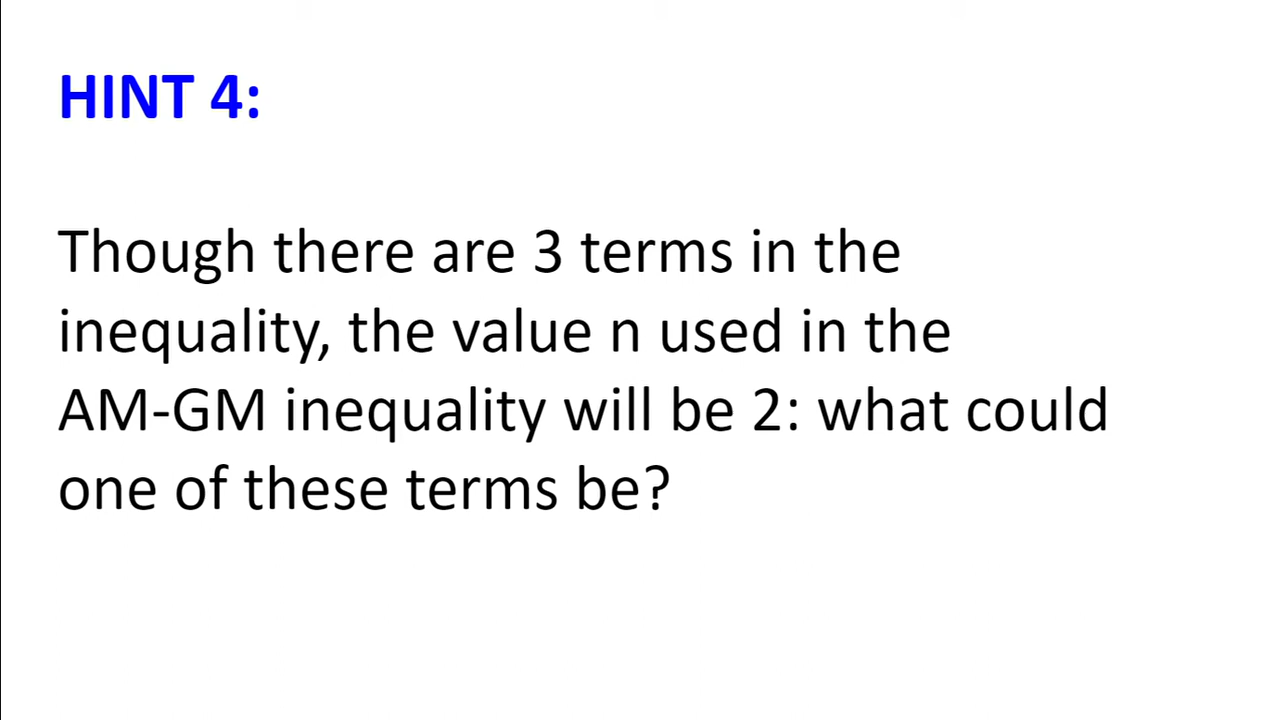 HINT 4:
Though there are 3 terms in the
inequality, the value n used in the
AM-GM inequality will be 2: what could
one of these terms be?